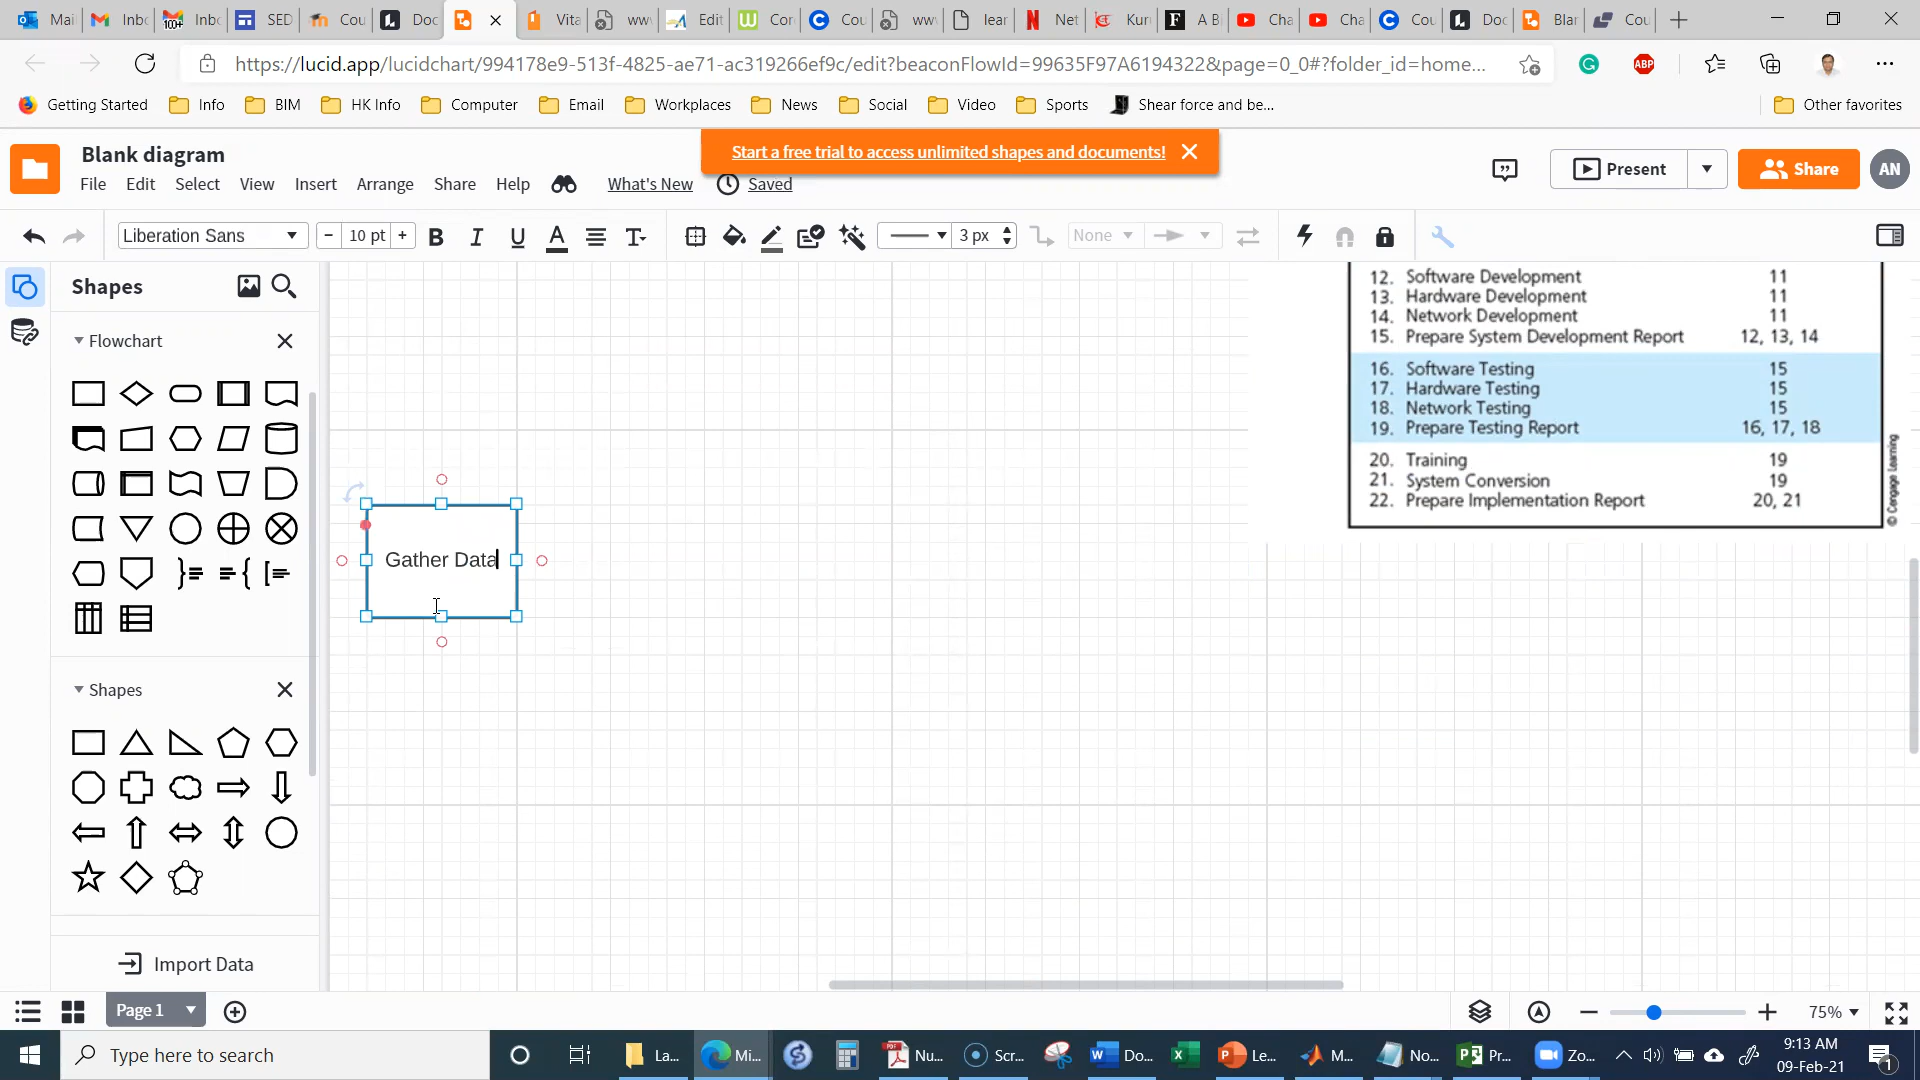 Mai
Inbo
100+
Inbo
SED
Cou
Doc
Vita
www
Edit
Cor
Cou
www
lear
Net
Kur
A B
Cha
Cha
Cou
Doc
Blar
Cou
https://lucid.app/lucidchart/994178e9-513f-4825-ae71-ac319266ef9c/edit?beaconFlowId=99635F97A6194322&page=0_0#?folder_id=home...
ABP
Getting Started
Info
BIM
HK Info
Computer
Email
Workplaces
News
Social
Video
Sports
Shear force and be...
Other favorites
Blank diagram
Start a free trial to access unlimited shapes and documents!
File
Edit
Select
View
Insert
Arrange
Share
Help
What's New
Saved
Present
Share
AN
Liberation Sans
10 pt
B
I
U
A
T
3 px
None
Shapes
Flowchart
Shapes
Import Data
Gather Data
12. Software Development 11
13. Hardware Development 11
14. Network Development 11
15. Prepare System Development Report 12, 13, 14
16. Software Testing 15
17. Hardware Testing 15
18. Network Testing 15
19. Prepare Testing Report 16, 17, 18
20. Training 19
21. System Conversion 19
22. Prepare Implementation Report 20, 21
© Cengage Learning
Page 1
75%
Type here to search
La...
Mi...
Nu...
Scr...
Do...
Le...
M...
No...
Pr...
Zo...
9:13 AM
09-Feb-21
1